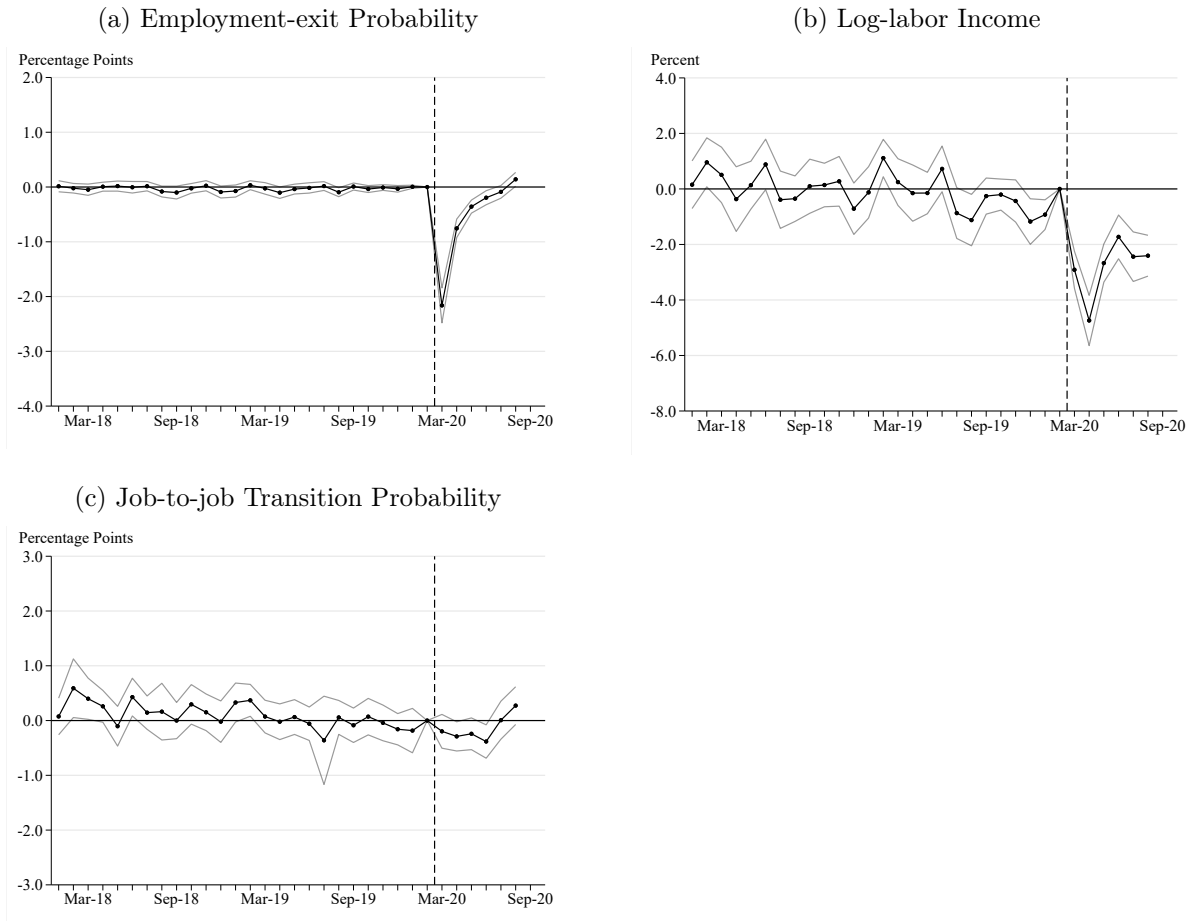 (a) Employment-exit Probability
Percentage Points
2.0
1.0
0.0
-1.0
-2.0
-3.0
-4.0
Mar-18 Sep-18 Mar-19 Sep-19 Mar-20 Sep-20
(b) Log-labor Income
Percent
4.0
2.0
0.0
-2.0
-4.0
-6.0
-8.0
Mar-18 Sep-18 Mar-19 Sep-19 Mar-20 Sep-20
(c) Job-to-job Transition Probability
Percentage Points
3.0
2.0
1.0
0.0
-1.0
-2.0
-3.0
Mar-18 Sep-18 Mar-19 Sep-19 Mar-20 Sep-20